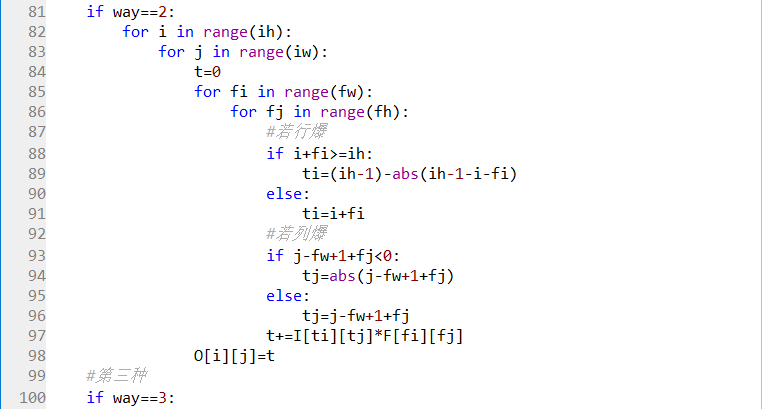 81 if way==2:
82 for i in range(ih):
83 for j in range(iw):
84 t=0
85 for fi in range(fw):
86 for fj in range(fh):
87 #若行爆
88 if i+fi>=ih:
89 ti=(ih-1)-abs(ih-1-i-fi)
90 else:
91 ti=i+fi
92 #若列爆
93 if j-fw+1+fj<0:
94 tj=abs(j-fw+1+fj)
95 else:
96 tj=j-fw+1+fj
97 t+=I[ti][tj]*F[fi][fj]
98 O[i][j]=t
99 #第三种
100 if way==3: